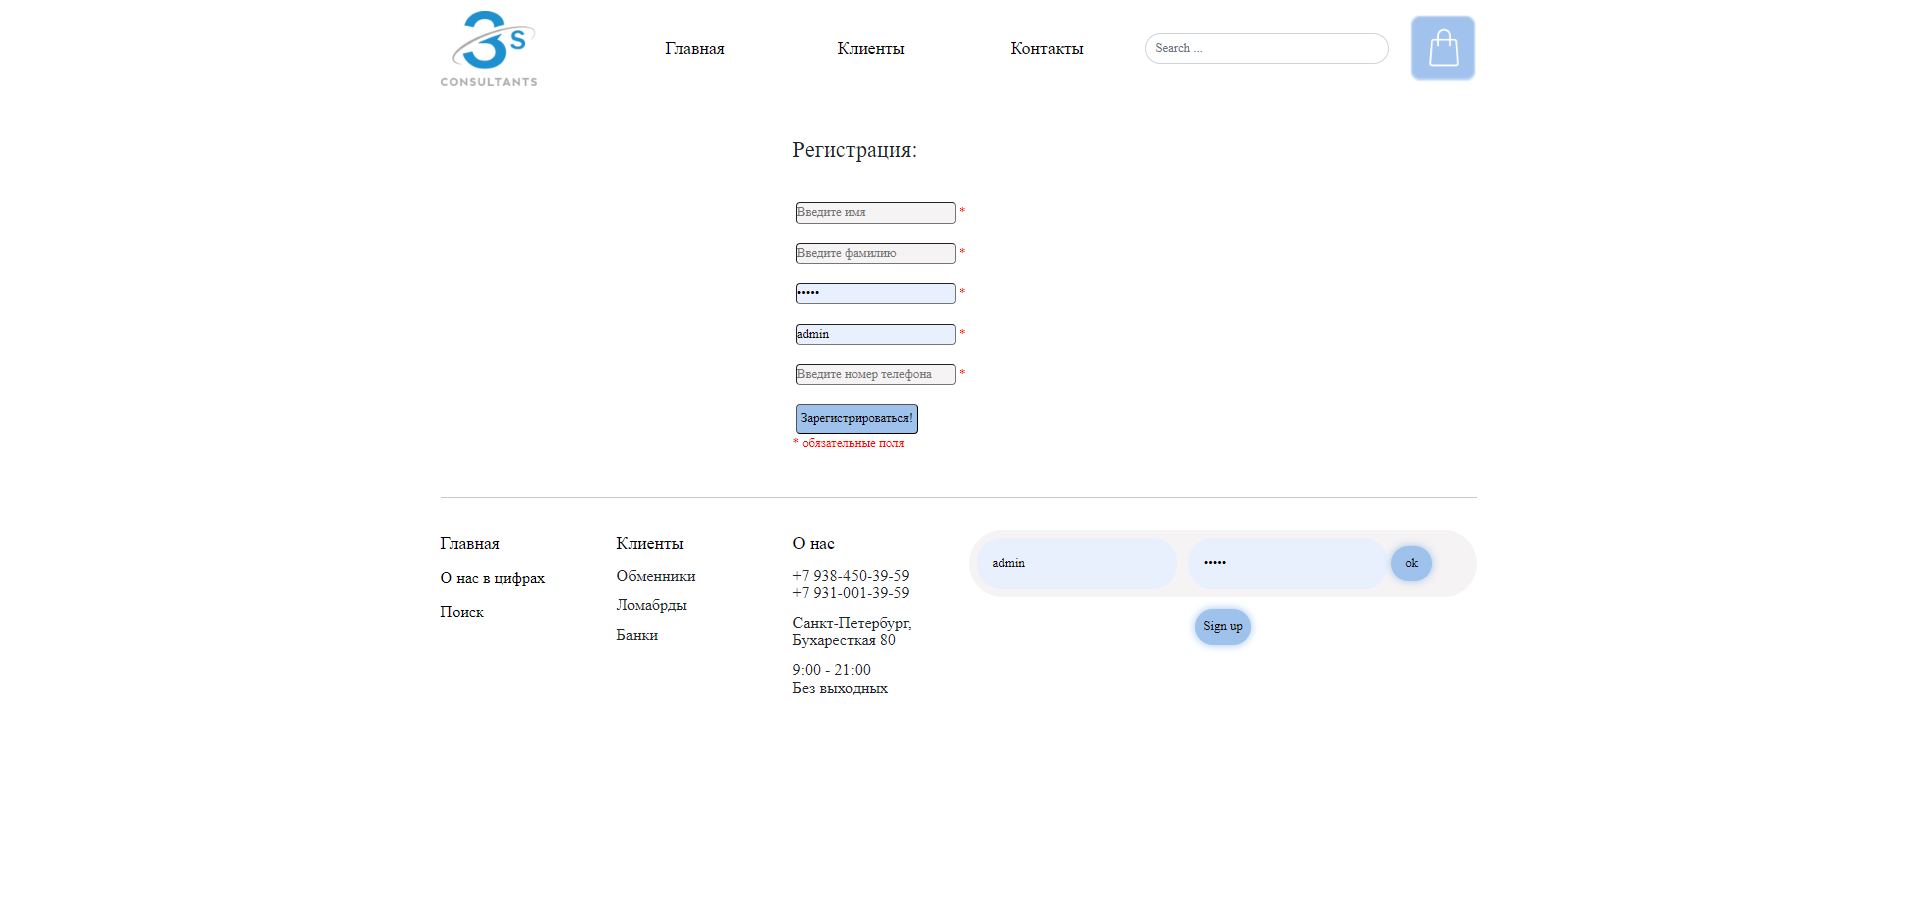 3s
CONSULTANTS
Главная
Клиенты
Контакты
Search ...
Регистрация:
Введите имя *
Введите фамилию *
••••• *
admin *
Введите номер телефона *
Зарегистрироваться!
* обязательные поля
Главная
О нас в цифрах
Поиск
Клиенты
Обменники
Ломабрды
Банки
О нас
+7 938-450-39-59
+7 931-001-39-59
Санкт-Петербург,
Бухаресткая 80
9:00 - 21:00
Без выходных
admin
•••••
ok
Sign up